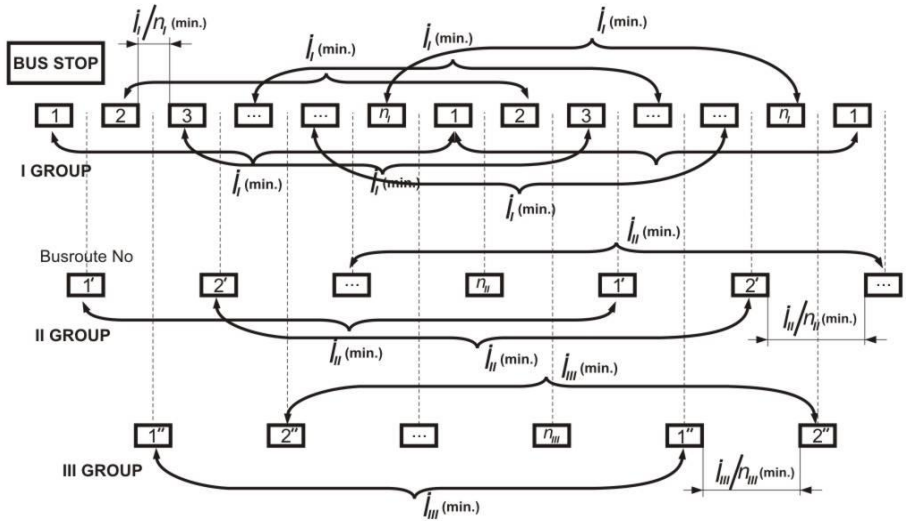 i_I/n_I (min.)
i_I (min.)
i_I (min.)
i_I (min.)
i_I (min.)
BUS STOP
1 2 3 ... ... n_I 1 2 3 ... ... n_I 1
I GROUP
i_I (min.)
i_I (min.)
i_I (min.)
i_II (min.)
Busroute No
1' 2' ... n_II 1' 2' ...
II GROUP
i_II (min.)
i_II (min.)
i_II/n_II (min.)
i_III (min.)
1" 2" ... n_III 1" 2"
III GROUP
i_III/n_III (min.)
i_III (min.)